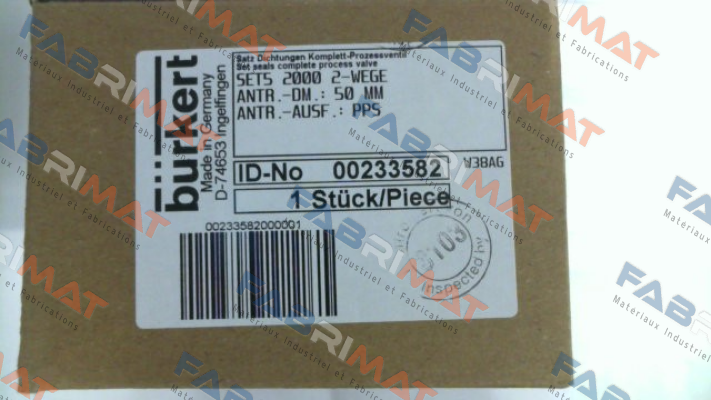 bürkert
Made in Germany
D-74653 Ingelfingen
Satz Dichtungen Komplett-Prozessventil
Set seals complete process valve
SET5 2000 2-WEGE
ANTR.-DM.: 50 MM
ANTR.-AUSF.: PPS
ID-No 00233582
W3BAG
1 Stück/Piece
00233582000001
Inspected by
FABRIMAT
Matériaux Industriel et Fabrications